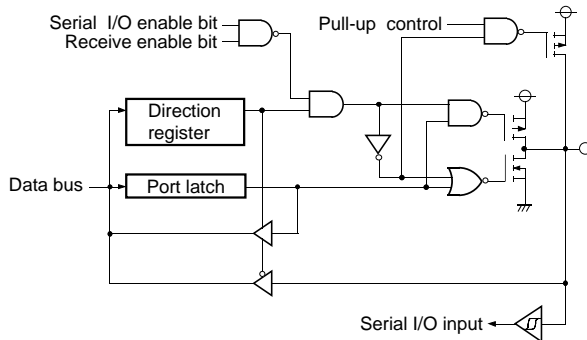 Serial I/O enable bit
Receive enable bit
Pull-up control
Direction
register
Data bus
Port latch
Serial I/O input